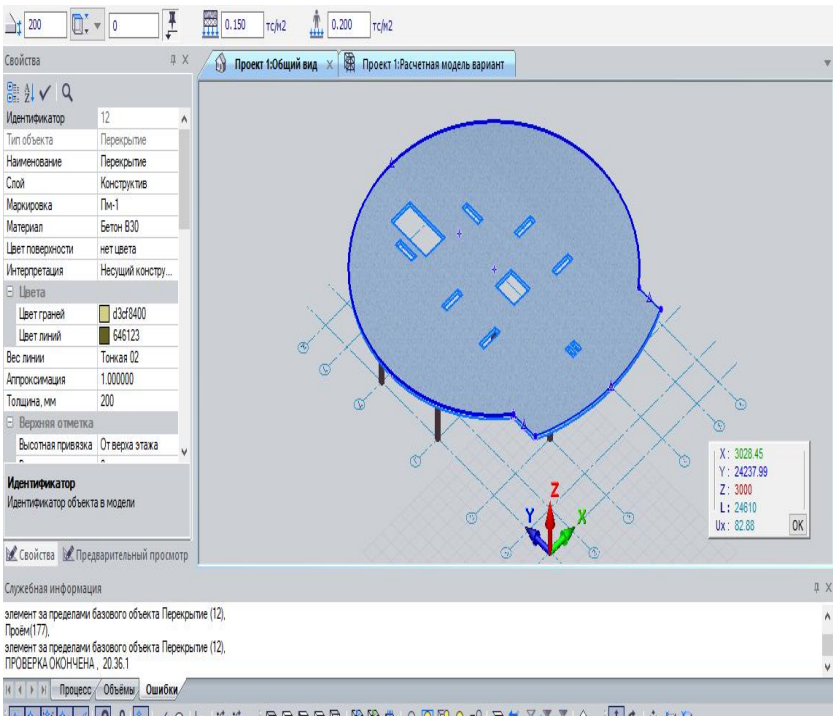 200
0
0.150 тс/м2
0.200 тс/м2
Свойства
Проект 1:Общий вид
Проект 1:Расчетная модель вариант
Идентификатор 12
Тип объекта Перекрытие
Наименование Перекрытие
Слой Конструктив
Маркировка Пм-1
Материал Бетон B30
Цвет поверхности нет цвета
Интерпретация Несущий констру...
Цвета
Цвет граней d3cf8400
Цвет линий 646123
Вес линии Тонкая 02
Аппроксимация 1.000000
Толщина, мм 200
Верхняя отметка
Высотная привязка От верха этажа
Идентификатор
Идентификатор объекта в модели
Свойства Предварительный просмотр
X: 3028.45
Y: 24237.99
Z: 3000
L: 24610
Ux: 82.88
OK
Z
Y
X
Служебная информация
элемент за пределами базового объекта Перекрытие (12),
Проём(177),
элемент за пределами базового объекта Перекрытие (12),
ПРОВЕРКА ОКОНЧЕНА , 20.36.1
Процесс Объёмы Ошибки